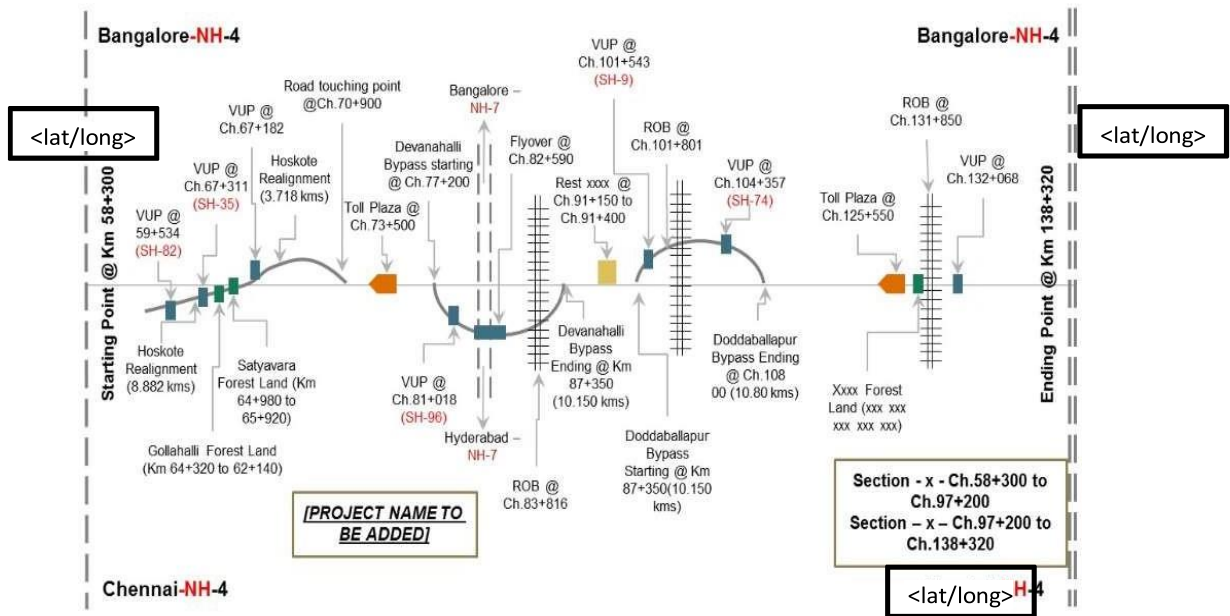 Bangalore-NH-4
Bangalore-NH-4
<lat/long>
<lat/long>
Starting Point @ Km 58+300
Ending Point @ Km 138+320
VUP @
59+534
(SH-82)
VUP @
Ch.67+311
(SH-35)
VUP @
Ch.67+182
Hoskote
Realignment
(3.718 kms)
Road touching point
@Ch.70+900
Toll Plaza @
Ch.73+500
Devanahalli
Bypass starting
@ Ch.77+200
Bangalore –
NH-7
Flyover @
Ch.82+590
VUP @
Ch.101+543
(SH-9)
Rest xxxx @
Ch.91+150 to
Ch.91+400
ROB @
Ch.101+801
VUP @
Ch.104+357
(SH-74)
Toll Plaza @
Ch.125+550
ROB @
Ch.131+850
VUP @
Ch.132+068
Hoskote
Realignment
(8.882 kms)
Gollahalli Forest Land
(Km 64+320 to 62+140)
Satyavara
Forest Land (Km
64+980 to
65+920)
VUP @
Ch.81+018
(SH-96)
Hyderabad –
NH-7
ROB @
Ch.83+816
Devanahalli
Bypass
Ending @ Km
87+350
(10.150 kms)
Doddaballapur
Bypass
Starting @ Km
87+350(10.150
kms)
Doddaballapur
Bypass Ending
@ Ch.108
00 (10.80 kms)
Xxxx Forest
Land (xxx xxx
xxx xxx xxx)
[PROJECT NAME TO
BE ADDED]
Section - x - Ch.58+300 to
Ch.97+200
Section – x – Ch.97+200 to
Ch.138+320
Chennai-NH-4
<lat/long>
H-4